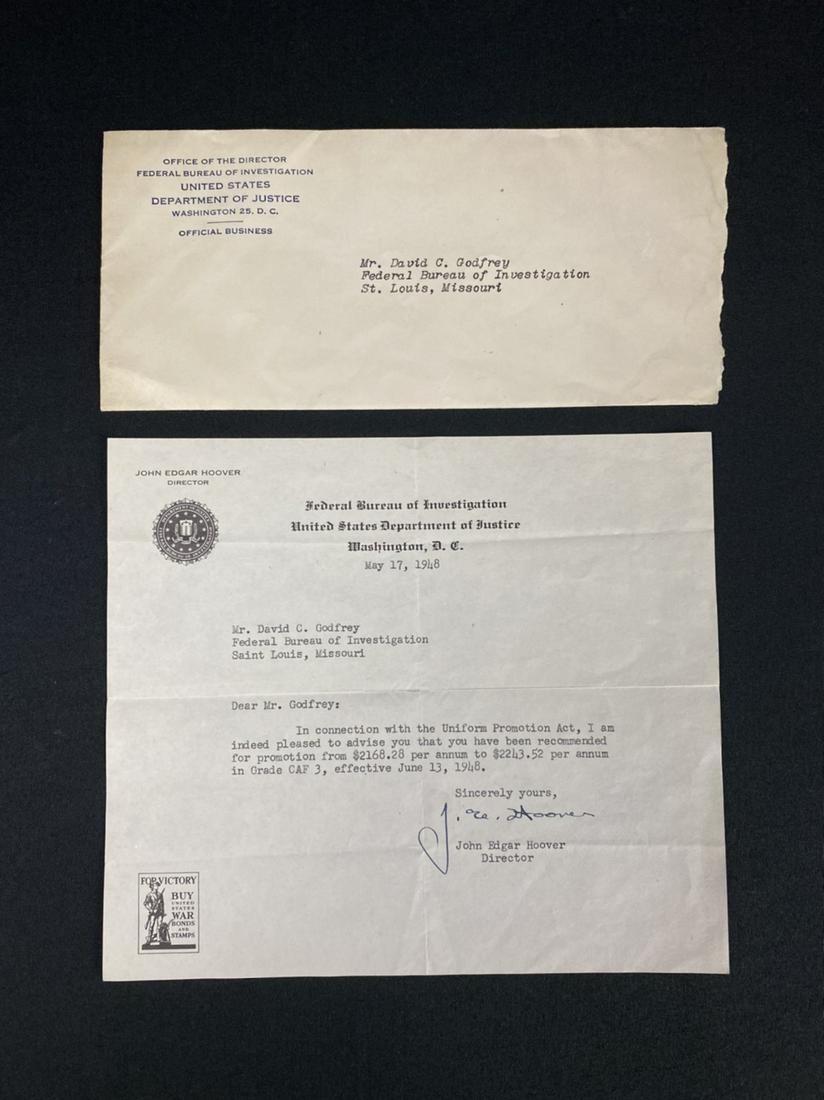 OFFICE OF THE DIRECTOR
FEDERAL BUREAU OF INVESTIGATION
UNITED STATES
DEPARTMENT OF JUSTICE
WASHINGTON 25, D. C.
OFFICIAL BUSINESS
Mr. David C. Godfrey
Federal Bureau of Investigation
St. Louis, Missouri
JOHN EDGAR HOOVER
DIRECTOR
Federal Bureau of Investigation
United States Department of Justice
Washington, D. C.
May 17, 1948
Mr. David C. Godfrey
Federal Bureau of Investigation
Saint Louis, Missouri
Dear Mr. Godfrey:
In connection with the Uniform Promotion Act, I am
indeed pleased to advise you that you have been recommended
for promotion from $2168.28 per annum to $2243.52 per annum
in Grade CAF 3, effective June 13, 1948.
Sincerely yours,
J. E. Hoover
John Edgar Hoover
Director
FOR VICTORY
BUY
UNITED
STATES
WAR
BONDS
AND
STAMPS